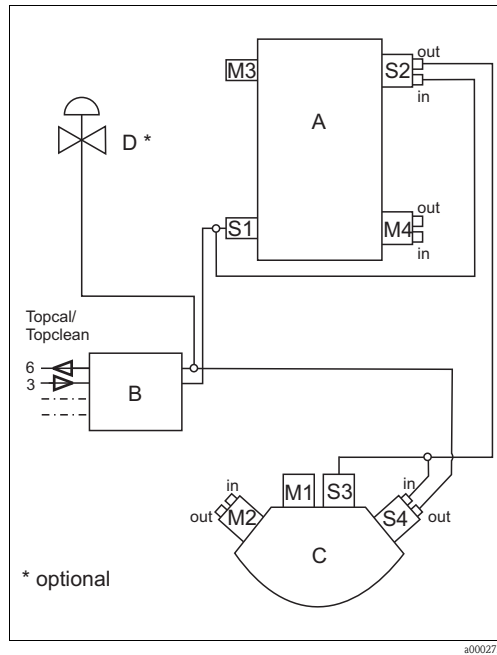 out
M3
S2
in
A
D *
out
S1
M4
in
Topcal/
Topclean
6
3
B
in
in
M1
S3
out
M2
S4
out
C
* optional
a00027